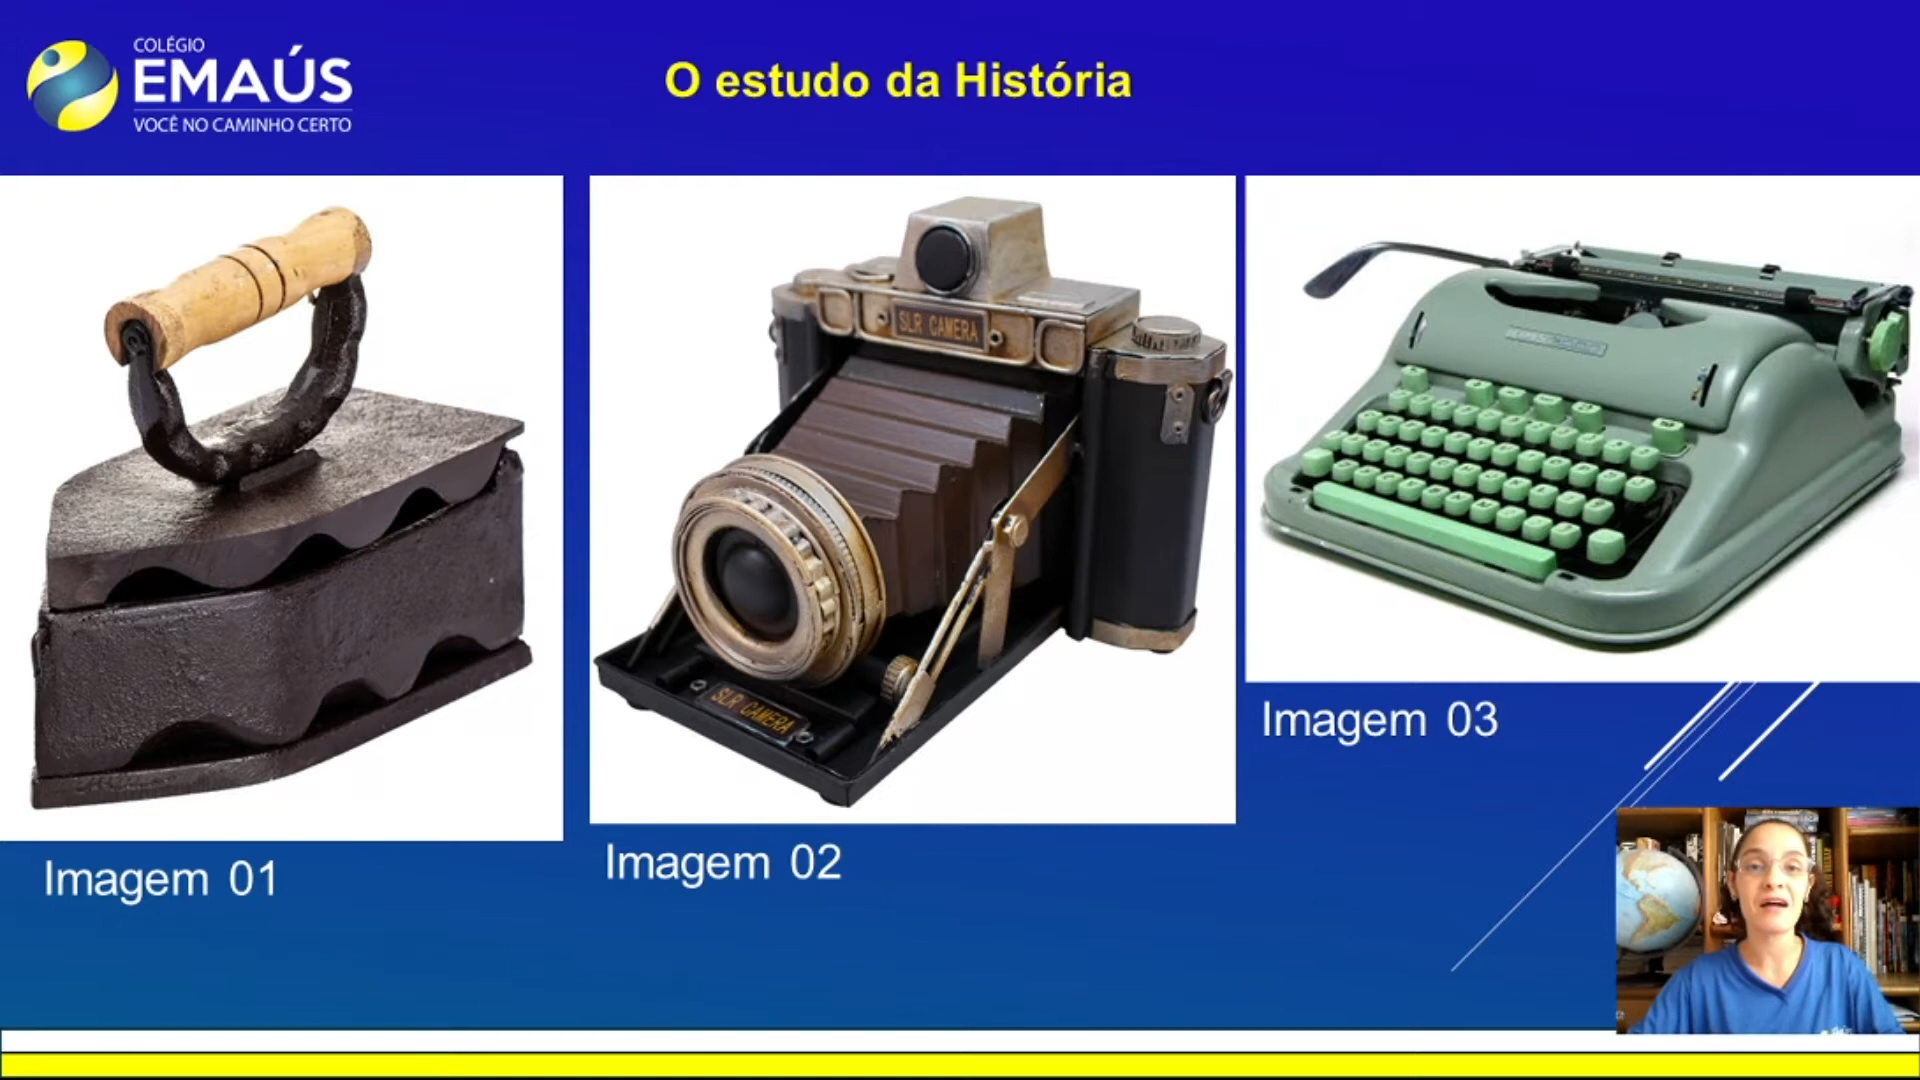 COLÉGIO
EMAÚS
VOCÊ NO CAMINHO CERTO
O estudo da História
SLR CAMERA
SLR CAMERA
Imagem 01
Imagem 02
Imagem 03